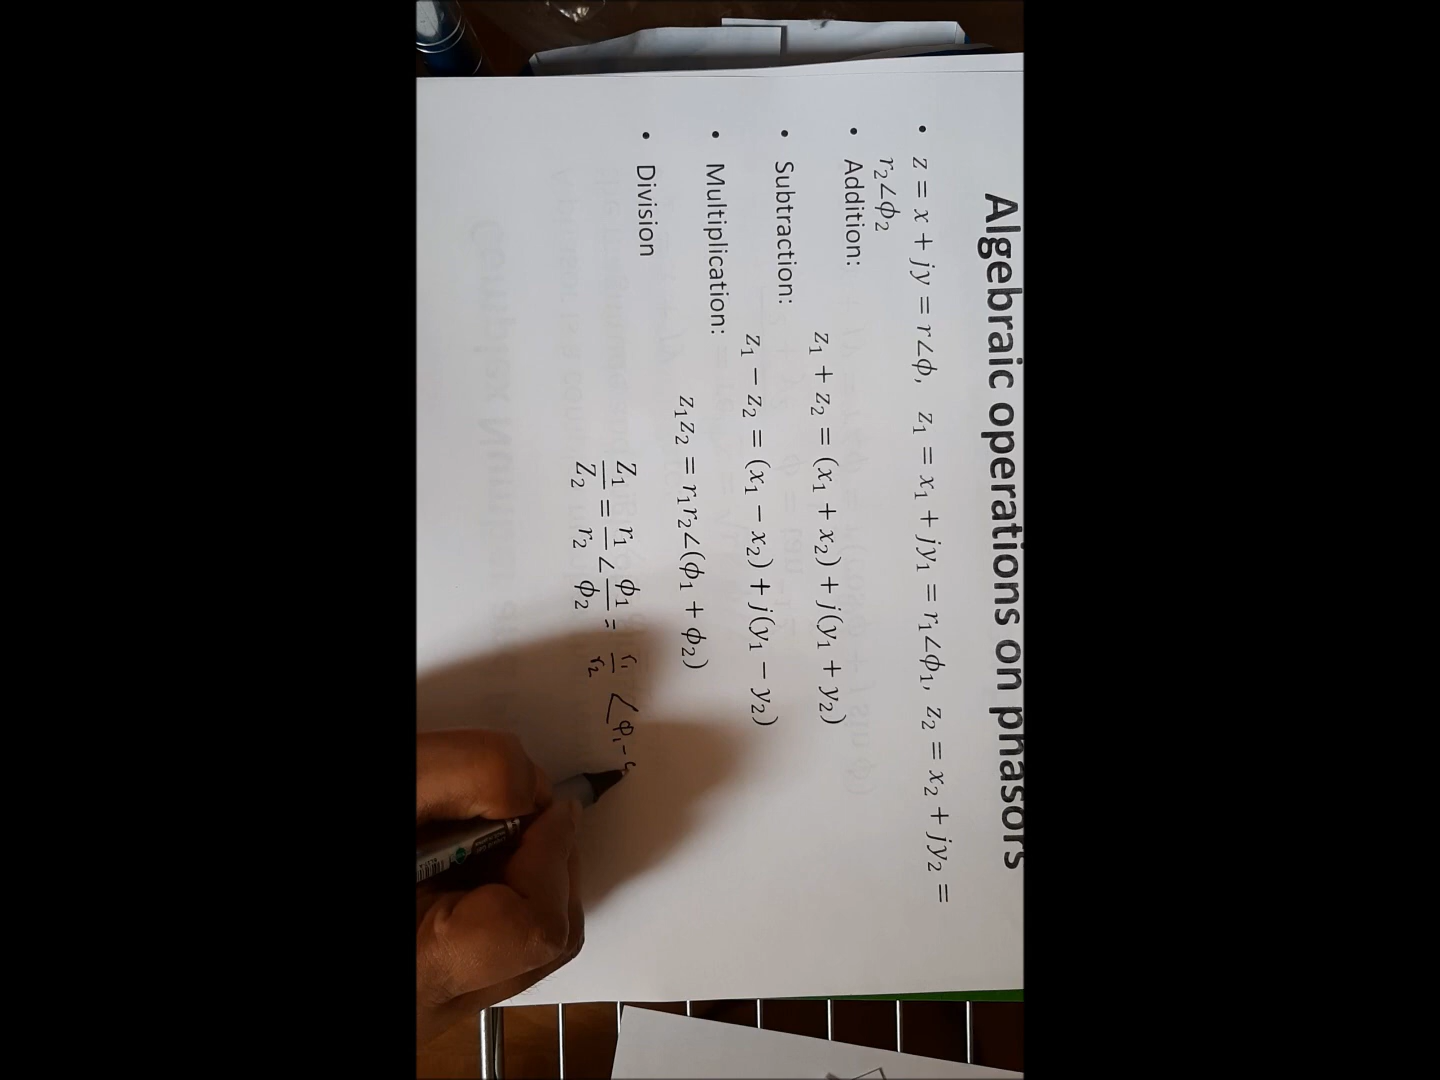 Algebraic operations on phasors
• z = x + jy = r∠ϕ, z₁ = x₁ + jy₁ = r₁∠ϕ₁, z₂ = x₂ + jy₂ =
r₂∠ϕ₂
• Addition:
z₁ + z₂ = (x₁ + x₂) + j(y₁ + y₂)
• Subtraction:
z₁ − z₂ = (x₁ − x₂) + j(y₁ − y₂)
• Multiplication:
z₁z₂ = r₁r₂∠(ϕ₁ + ϕ₂)
• Division
Z₁/Z₂ = r₁/r₂ ∠ ϕ₁/ϕ₂ = r₁/r₂ ∠ϕ₁ −